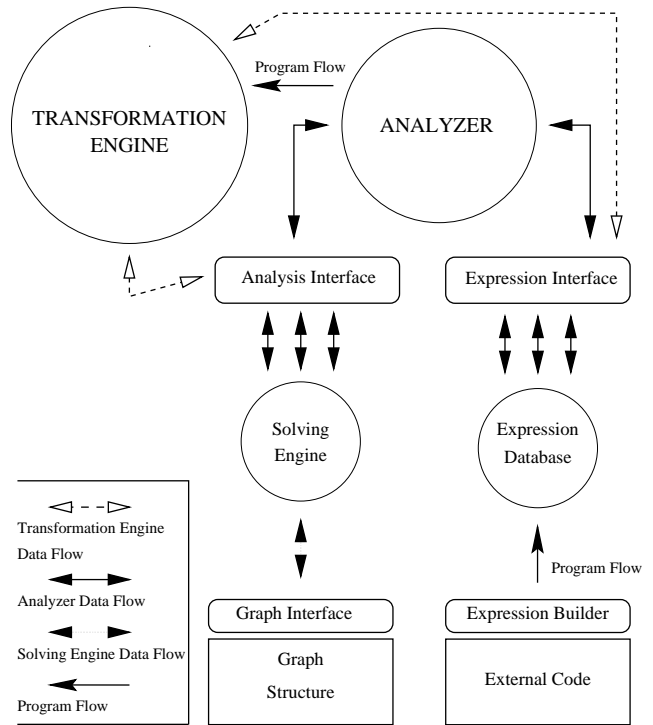 Program Flow
TRANSFORMATION
ENGINE
ANALYZER
Analysis Interface
Expression Interface
Solving
Engine
Expression
Database
Transformation Engine
Data Flow
Analyzer Data Flow
Solving Engine Data Flow
Program Flow
Program Flow
Graph Interface
Expression Builder
Graph
Structure
External Code